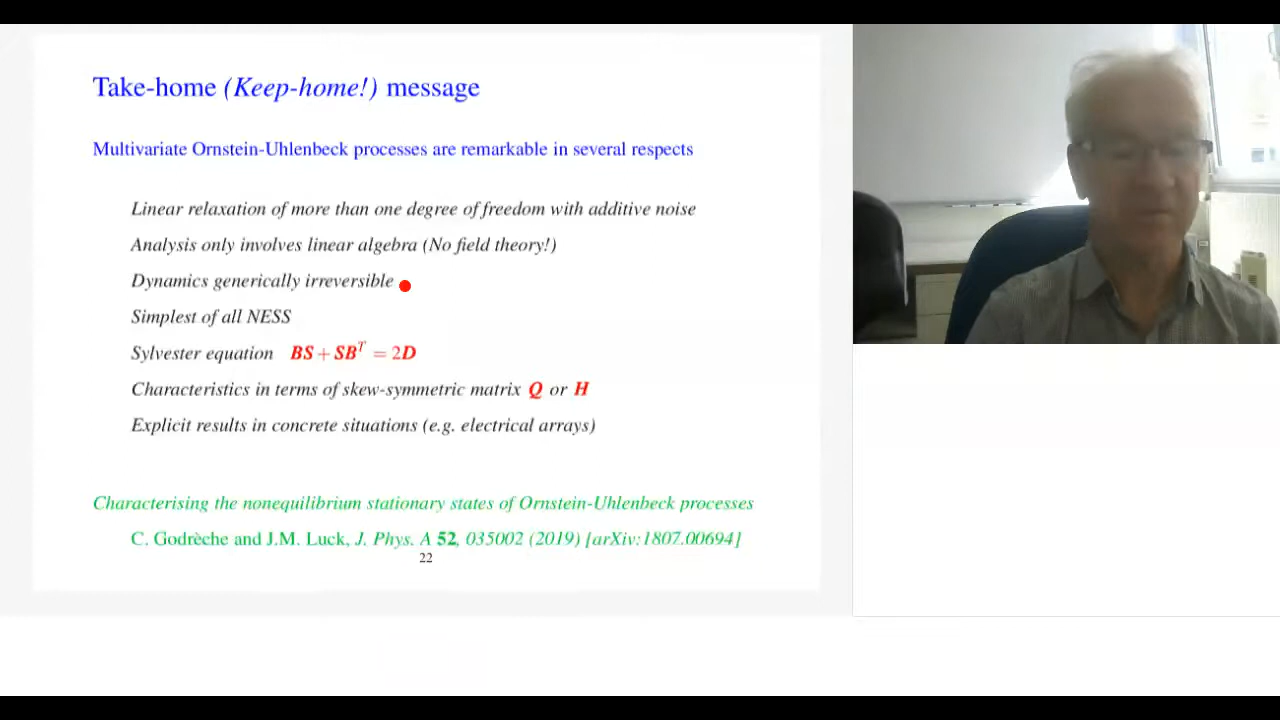 Take-home (Keep-home!) message
Multivariate Ornstein-Uhlenbeck processes are remarkable in several respects
Linear relaxation of more than one degree of freedom with additive noise
Analysis only involves linear algebra (No field theory!)
Dynamics generically irreversible
Simplest of all NESS
Sylvester equation BS + SB^T = 2D
Characteristics in terms of skew-symmetric matrix Q or H
Explicit results in concrete situations (e.g. electrical arrays)
Characterising the nonequilibrium stationary states of Ornstein-Uhlenbeck processes
C. Godrèche and J.M. Luck, J. Phys. A 52, 035002 (2019) [arXiv:1807.00694]
22